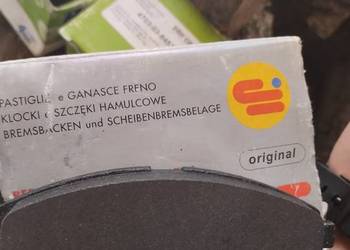 PASTIGLIE e GANASCE FRENO
KLOCKI i SZCZĘKI HAMULCOWE
BREMSBACKEN und SCHEIBENBREMSBELAGE
original